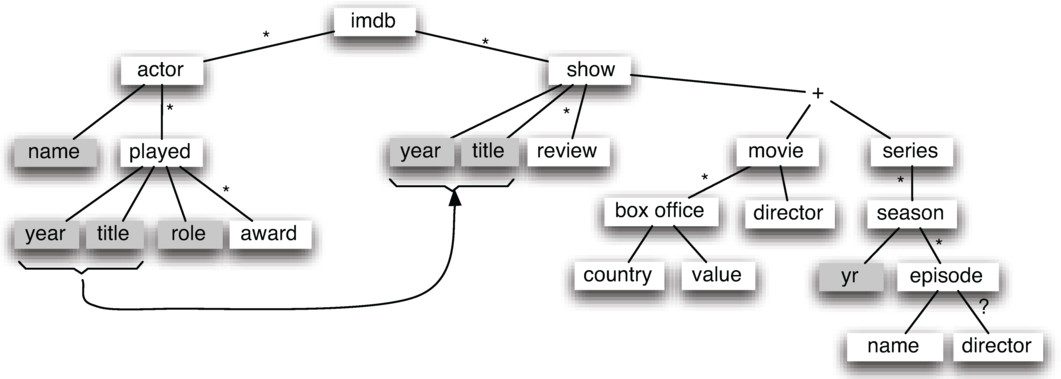 imdb
* *
actor show
* * +
name played year title review movie series
* * *
year title role award box office director season
*
country value yr episode
?
name director